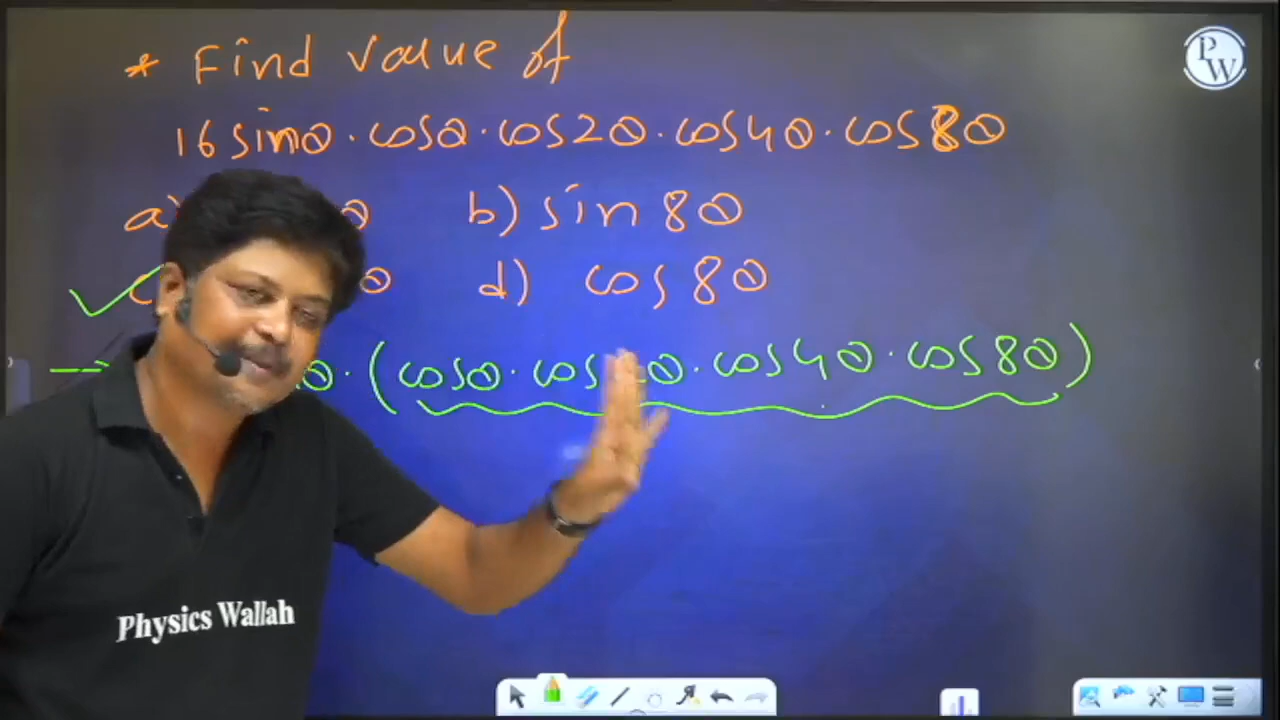 * Find value of
PW
16 sinθ · cosθ · cos2θ · cos4θ · cos8θ
a) θ b) sin 8θ
c θ d) cos 8θ
θ · (cosθ · cos θ · cos4θ · cos8θ)
Physics Wallah